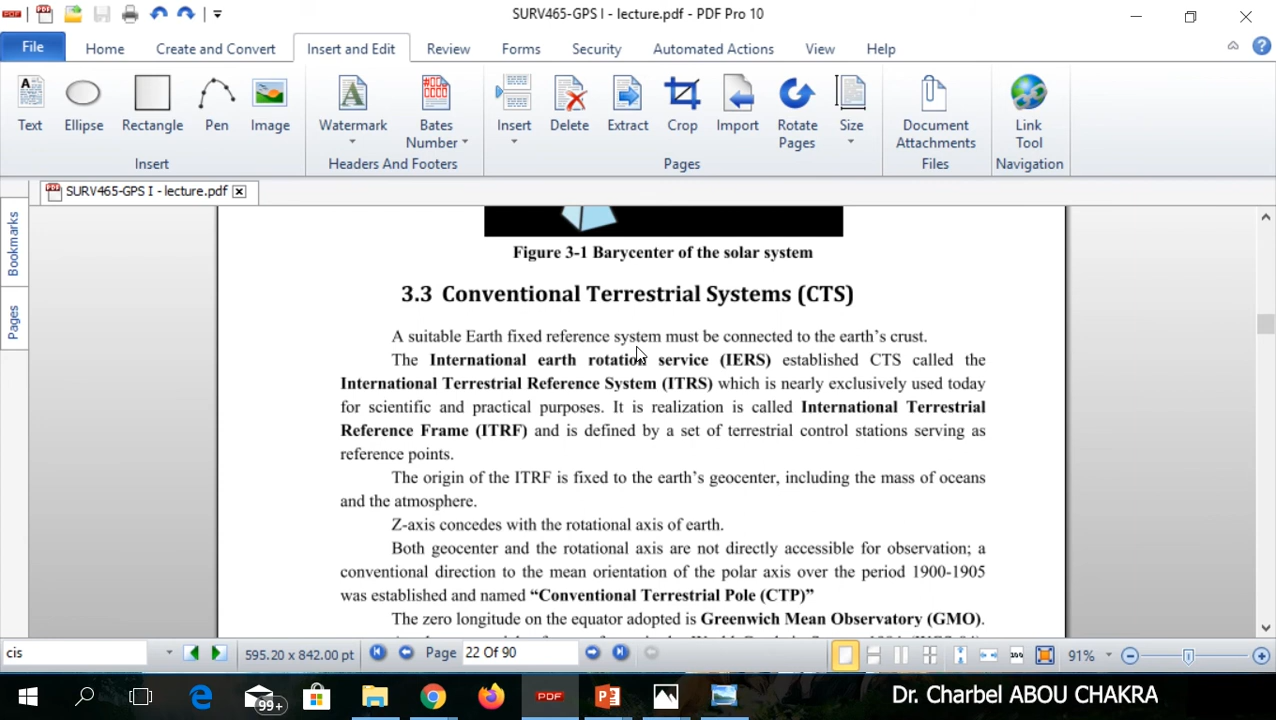 SURV465-GPS I - lecture.pdf - PDF Pro 10
File Home Create and Convert Insert and Edit Review Forms Security Automated Actions View Help
Text Ellipse Rectangle Pen Image Watermark Bates Number Insert Delete Extract Crop Import Rotate Pages Size Document Attachments Link Tool
Insert Headers And Footers Pages Files Navigation
SURV465-GPS I - lecture.pdf
Bookmarks
Pages
Figure 3-1 Barycenter of the solar system
3.3 Conventional Terrestrial Systems (CTS)
A suitable Earth fixed reference system must be connected to the earth's crust.
The International earth rotation service (IERS) established CTS called the
International Terrestrial Reference System (ITRS) which is nearly exclusively used today
for scientific and practical purposes. It is realization is called International Terrestrial
Reference Frame (ITRF) and is defined by a set of terrestrial control stations serving as
reference points.
The origin of the ITRF is fixed to the earth's geocenter, including the mass of oceans
and the atmosphere.
Z-axis concedes with the rotational axis of earth.
Both geocenter and the rotational axis are not directly accessible for observation; a
conventional direction to the mean orientation of the polar axis over the period 1900-1905
was established and named “Conventional Terrestrial Pole (CTP)”
The zero longitude on the equator adopted is Greenwich Mean Observatory (GMO).
cis 595.20 x 842.00 pt Page 22 Of 90 91%
99+ PDF Dr. Charbel ABOU CHAKRA